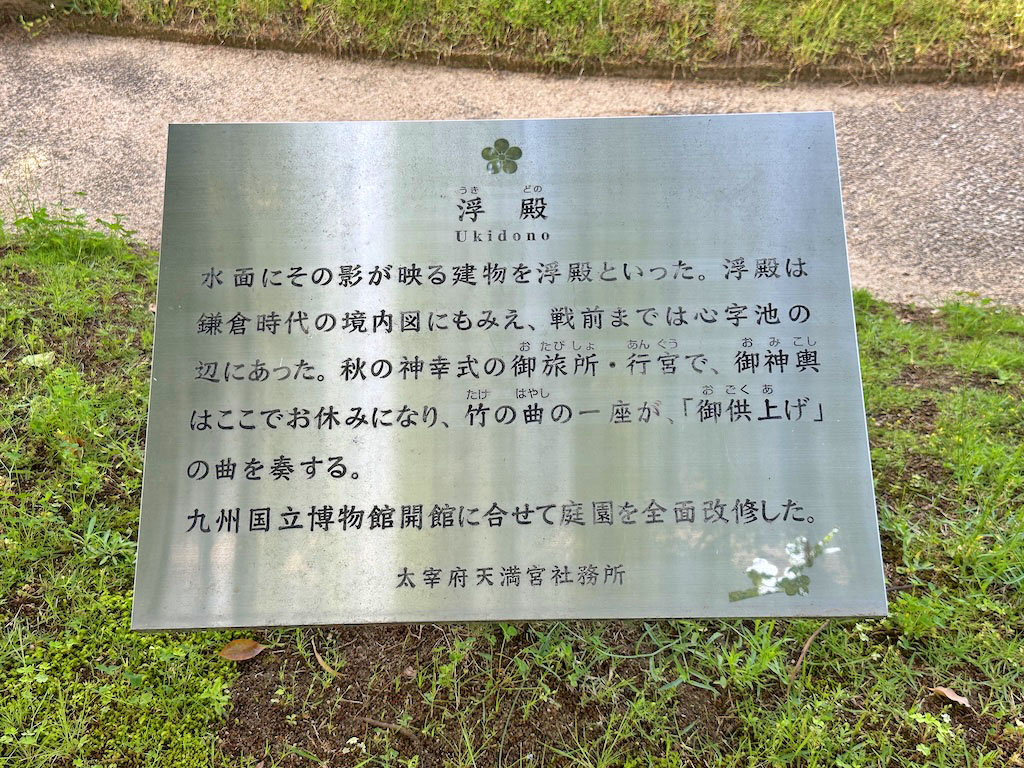 うき どの
浮 殿
Ukidono
水面にその影が映る建物を浮殿といった。浮殿は
鎌倉時代の境内図にもみえ、戦前までは心字池の
おたびしょ あんぐう おみこし
辺にあった。秋の神幸式の御旅所・行宮で、御神輿
たけ はやし おごくあ
はここでお休みになり、竹の曲の一座が、「御供上げ」
の曲を奏する。
九州国立博物館開館に合せて庭園を全面改修した。
太宰府天満宮社務所